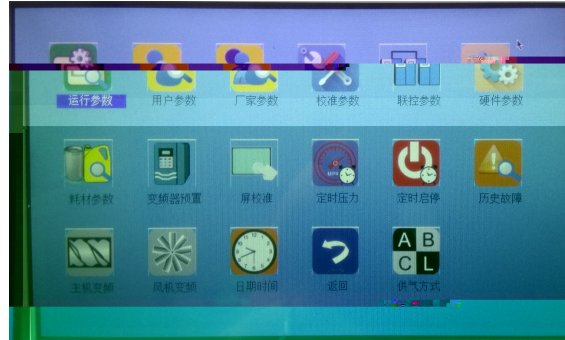 运行参数 用户参数 厂家参数 校准参数 联控参数 硬件参数
MPA
耗材参数 变频器预置 屏校准 定时压力 定时启停 历史故障
A B
C L
主机变频 风机变频 日期时间 返回 供气方式